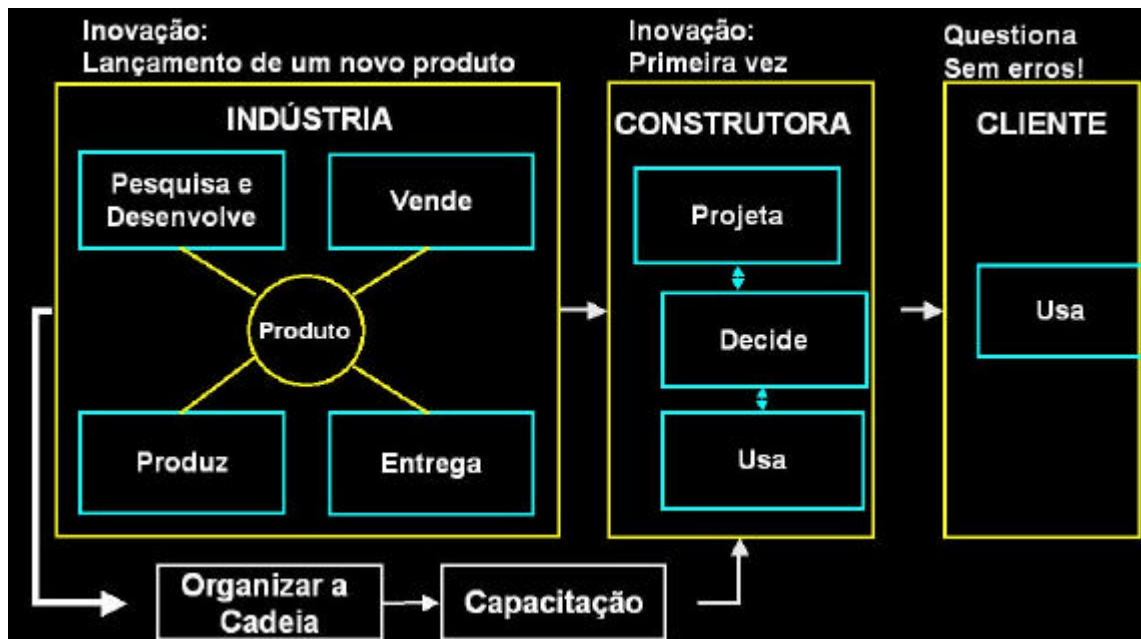 Inovação:
Lançamento de um novo produto
INDÚSTRIA
Pesquisa e
Desenvolve
Vende
Produto
Produz
Entrega
Inovação:
Primeira vez
CONSTRUTORA
Projeta
Decide
Usa
Questiona
Sem erros!
CLIENTE
Usa
Organizar a
Cadeia
Capacitação